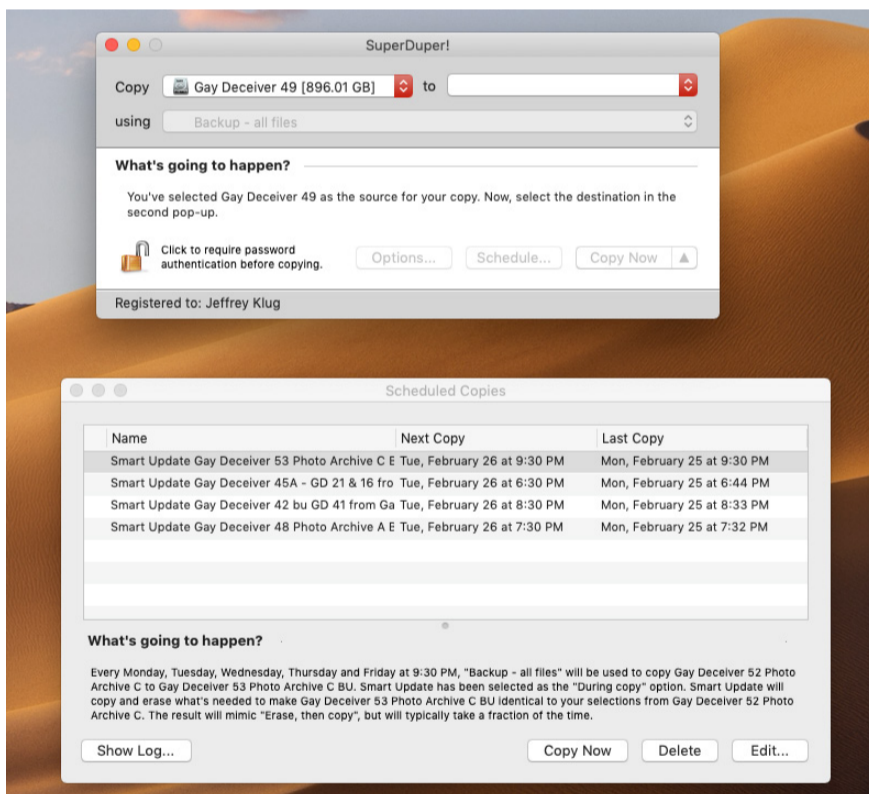 SuperDuper!
Copy Gay Deceiver 49 [896.01 GB] to
using Backup - all files
What's going to happen?
You've selected Gay Deceiver 49 as the source for your copy. Now, select the destination in the
second pop-up.
Click to require password
authentication before copying.
Options... Schedule... Copy Now
Registered to: Jeffrey Klug
Scheduled Copies
Name Next Copy Last Copy
Smart Update Gay Deceiver 53 Photo Archive C E Tue, February 26 at 9:30 PM Mon, February 25 at 9:30 PM
Smart Update Gay Deceiver 45A - GD 21 & 16 fro Tue, February 26 at 6:30 PM Mon, February 25 at 6:44 PM
Smart Update Gay Deceiver 42 bu GD 41 from Ga Tue, February 26 at 8:30 PM Mon, February 25 at 8:33 PM
Smart Update Gay Deceiver 48 Photo Archive A E Tue, February 26 at 7:30 PM Mon, February 25 at 7:32 PM
What's going to happen?
Every Monday, Tuesday, Wednesday, Thursday and Friday at 9:30 PM, "Backup - all files" will be used to copy Gay Deceiver 52 Photo
Archive C to Gay Deceiver 53 Photo Archive C BU. Smart Update has been selected as the "During copy" option. Smart Update will
copy and erase what's needed to make Gay Deceiver 53 Photo Archive C BU identical to your selections from Gay Deceiver 52 Photo
Archive C. The result will mimic "Erase, then copy", but will typically take a fraction of the time.
Show Log... Copy Now Delete Edit...